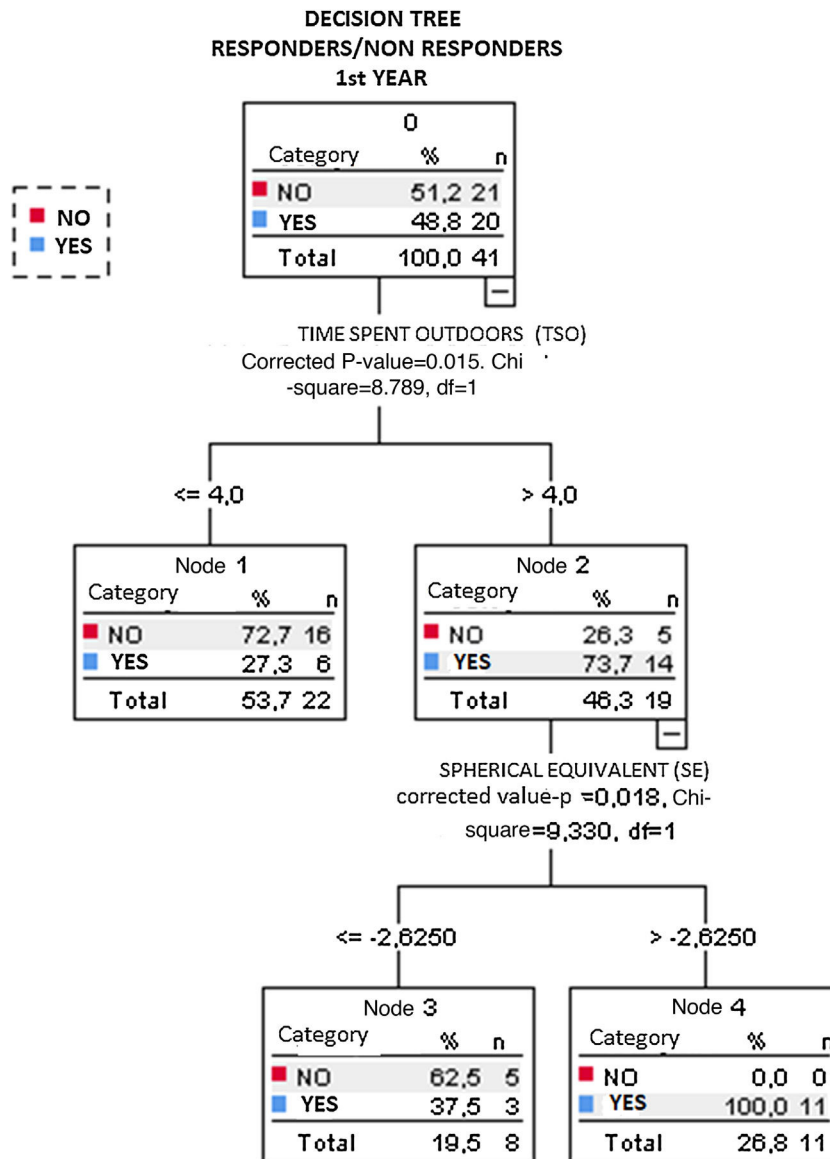 DECISION TREE
RESPONDERS/NON RESPONDERS
1st YEAR
NO
YES
0
Category % n
NO 51,2 21
YES 48,8 20
Total 100,0 41
TIME SPENT OUTDOORS (TSO)
Corrected P-value=0.015. Chi
-square=8.789, df=1
<= 4,0
> 4,0
Node 1
Category % n
NO 72,7 16
YES 27,3 6
Total 53,7 22
Node 2
Category % n
NO 26,3 5
YES 73,7 14
Total 46,3 19
SPHERICAL EQUIVALENT (SE)
corrected value-p =0,018, Chi-
square=9,330, df=1
<= -2,6250
> -2,6250
Node 3
Category % n
NO 62,5 5
YES 37,5 3
Total 19,5 8
Node 4
Category % n
NO 0,0 0
YES 100,0 11
Total 26,8 11